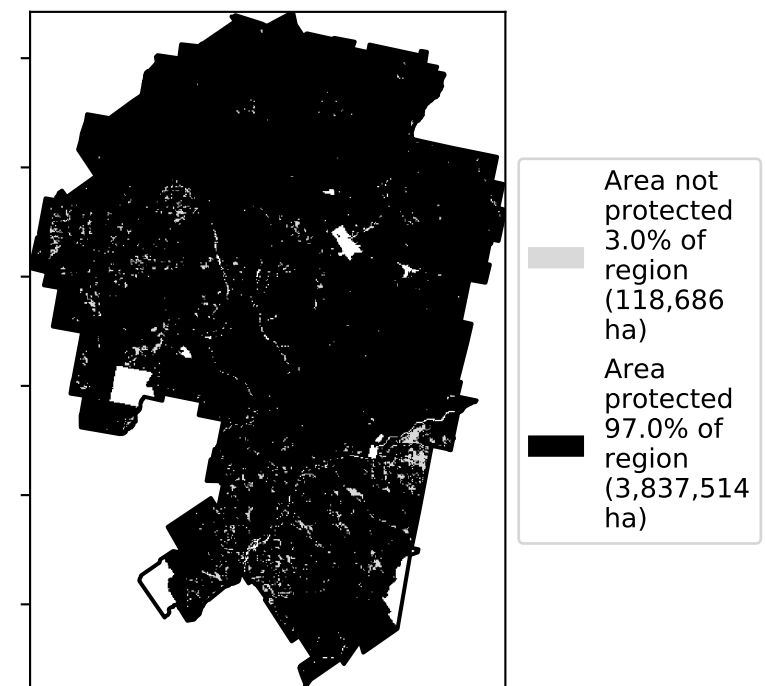 Area not
protected
3.0% of
region
(118,686
ha)
Area
protected
97.0% of
region
(3,837,514
ha)